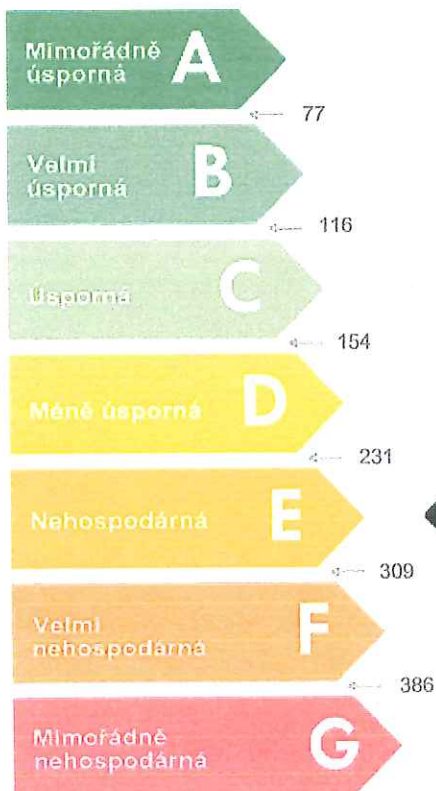 Mimořádně
úsporná
A
77
Velmi
úsporná
B
116
Úsporná
C
154
Méně úsporná
D
231
Nehospodárná
E
309
Velmi
nehospodárná
F
386
Mimořádně
nehospodárná
G